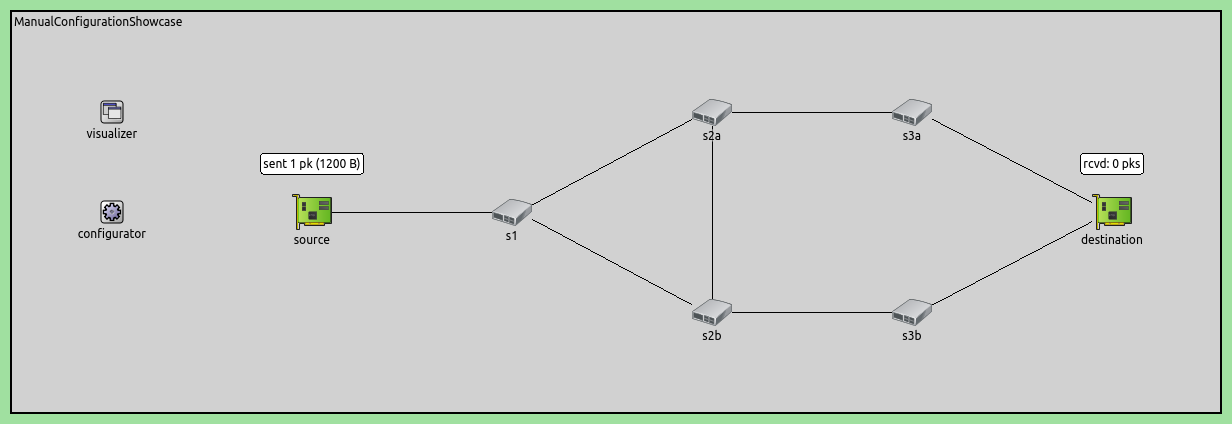 ManualConfigurationShowcase
visualizer
s2a
s3a
sent 1 pk (1200 B)
rcvd: 0 pks
configurator
source
s1
destination
s2b
s3b